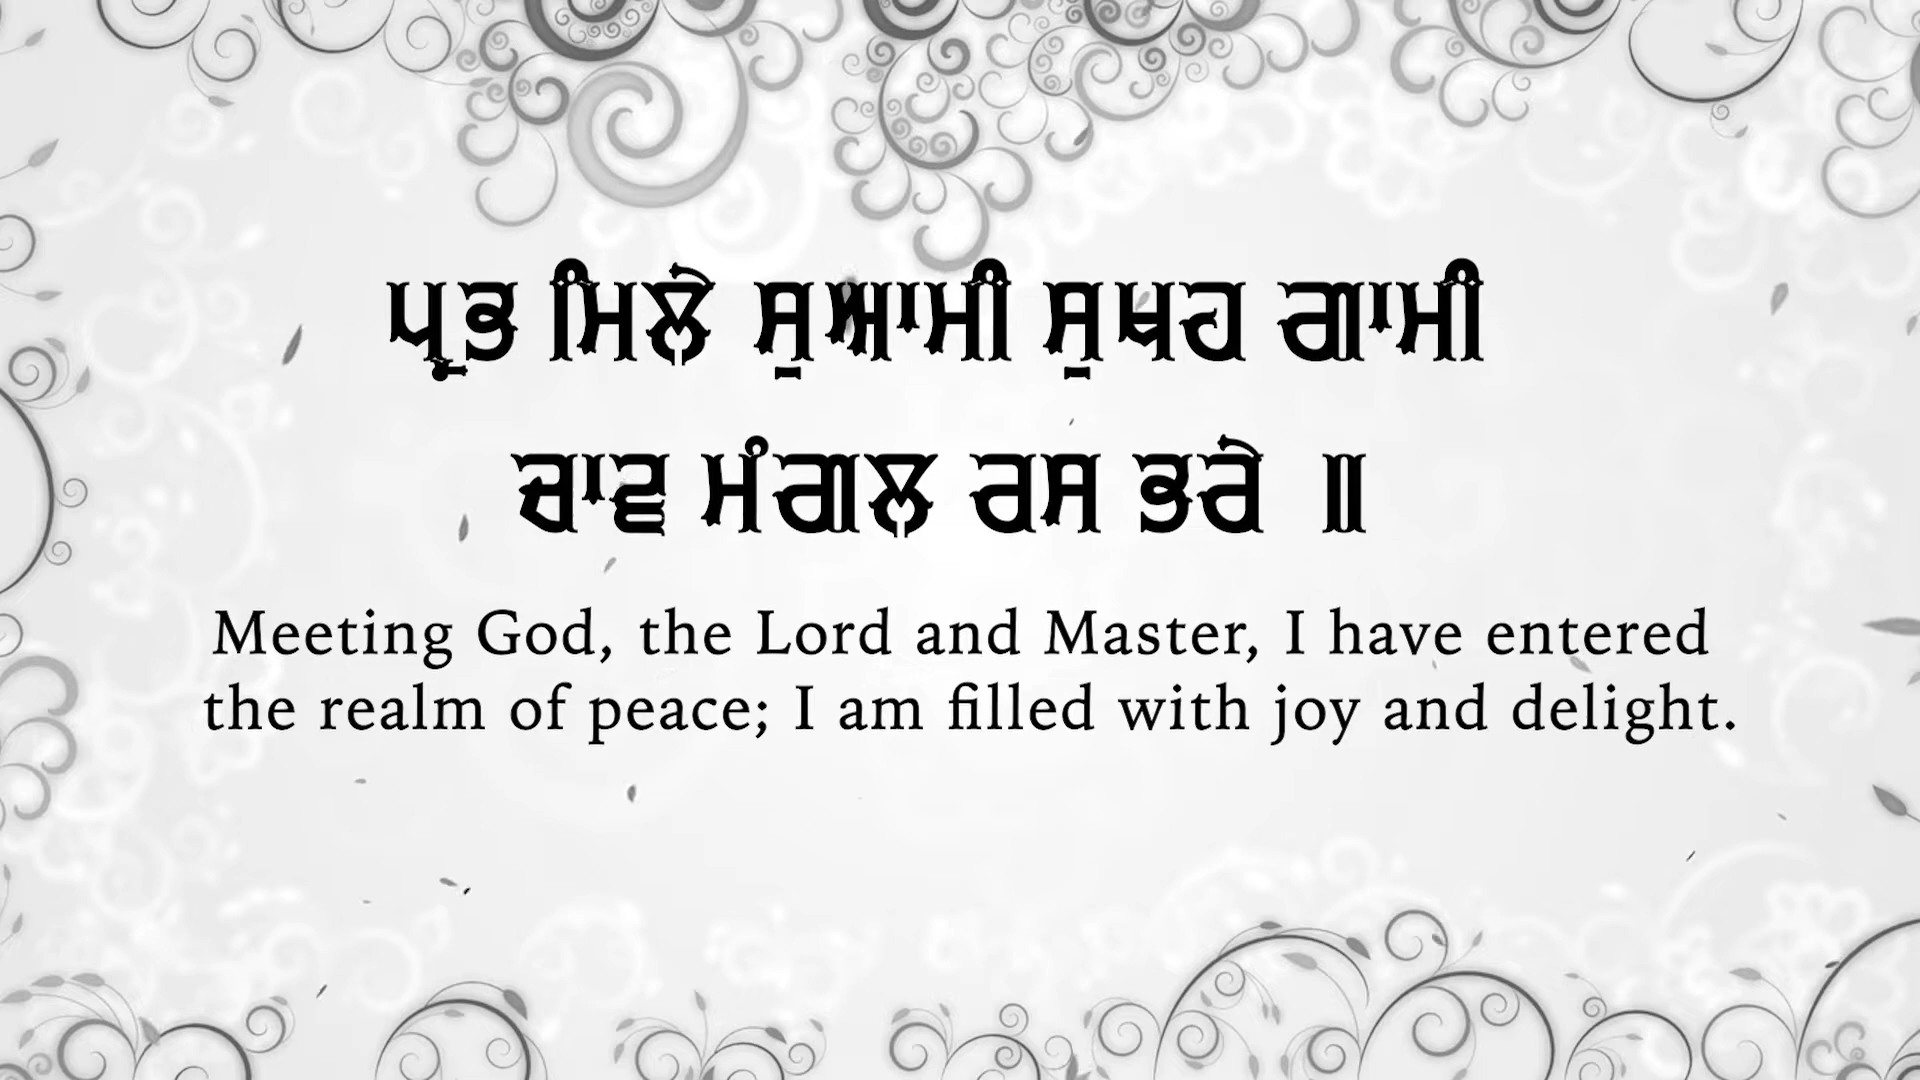 ਪ੍ਰਭ ਮਿਲੇ ਸੁਆਮੀ ਸੁਖਹ ਗਾਮੀ
ਚਾਵ ਮੰਗਲ ਰਸ ਭਰੇ ॥
Meeting God, the Lord and Master, I have entered
the realm of peace; I am filled with joy and delight.